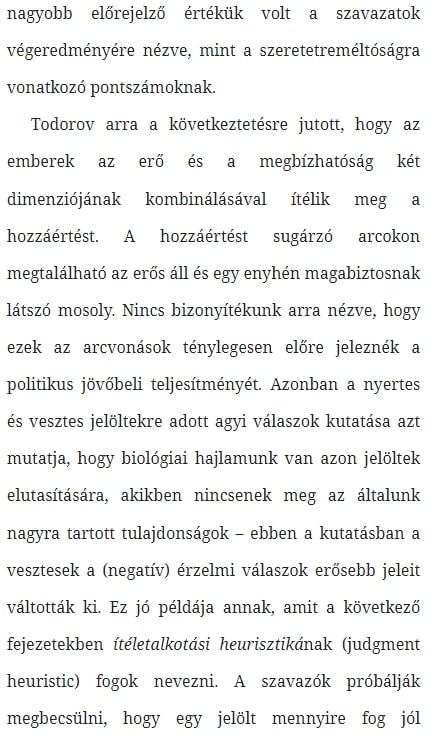 nagyobb előrejelző értékük volt a szavazatok
végeredményére nézve, mint a szeretetreméltóságra
vonatkozó pontszámoknak.
Todorov arra a következtetésre jutott, hogy az
emberek az erő és a megbízhatóság két
dimenziójának kombinálásával ítélik meg a
hozzáértést. A hozzáértést sugárzó arcokon
megtalálható az erős áll és egy enyhén magabiztosnak
látszó mosoly. Nincs bizonyítékunk arra nézve, hogy
ezek az arcvonások ténylegesen előre jeleznék a
politikus jövőbeli teljesítményét. Azonban a nyertes
és vesztes jelöltekre adott agyi válaszok kutatása azt
mutatja, hogy biológiai hajlamunk van azon jelöltek
elutasítására, akikben nincsenek meg az általunk
nagyra tartott tulajdonságok – ebben a kutatásban a
vesztesek a (negatív) érzelmi válaszok erősebb jeleit
váltották ki. Ez jó példája annak, amit a következő
fejezetekben ítéletalkotási heurisztikának (judgment
heuristic) fogok nevezni. A szavazók próbálják
megbecsülni, hogy egy jelölt mennyire fog jól